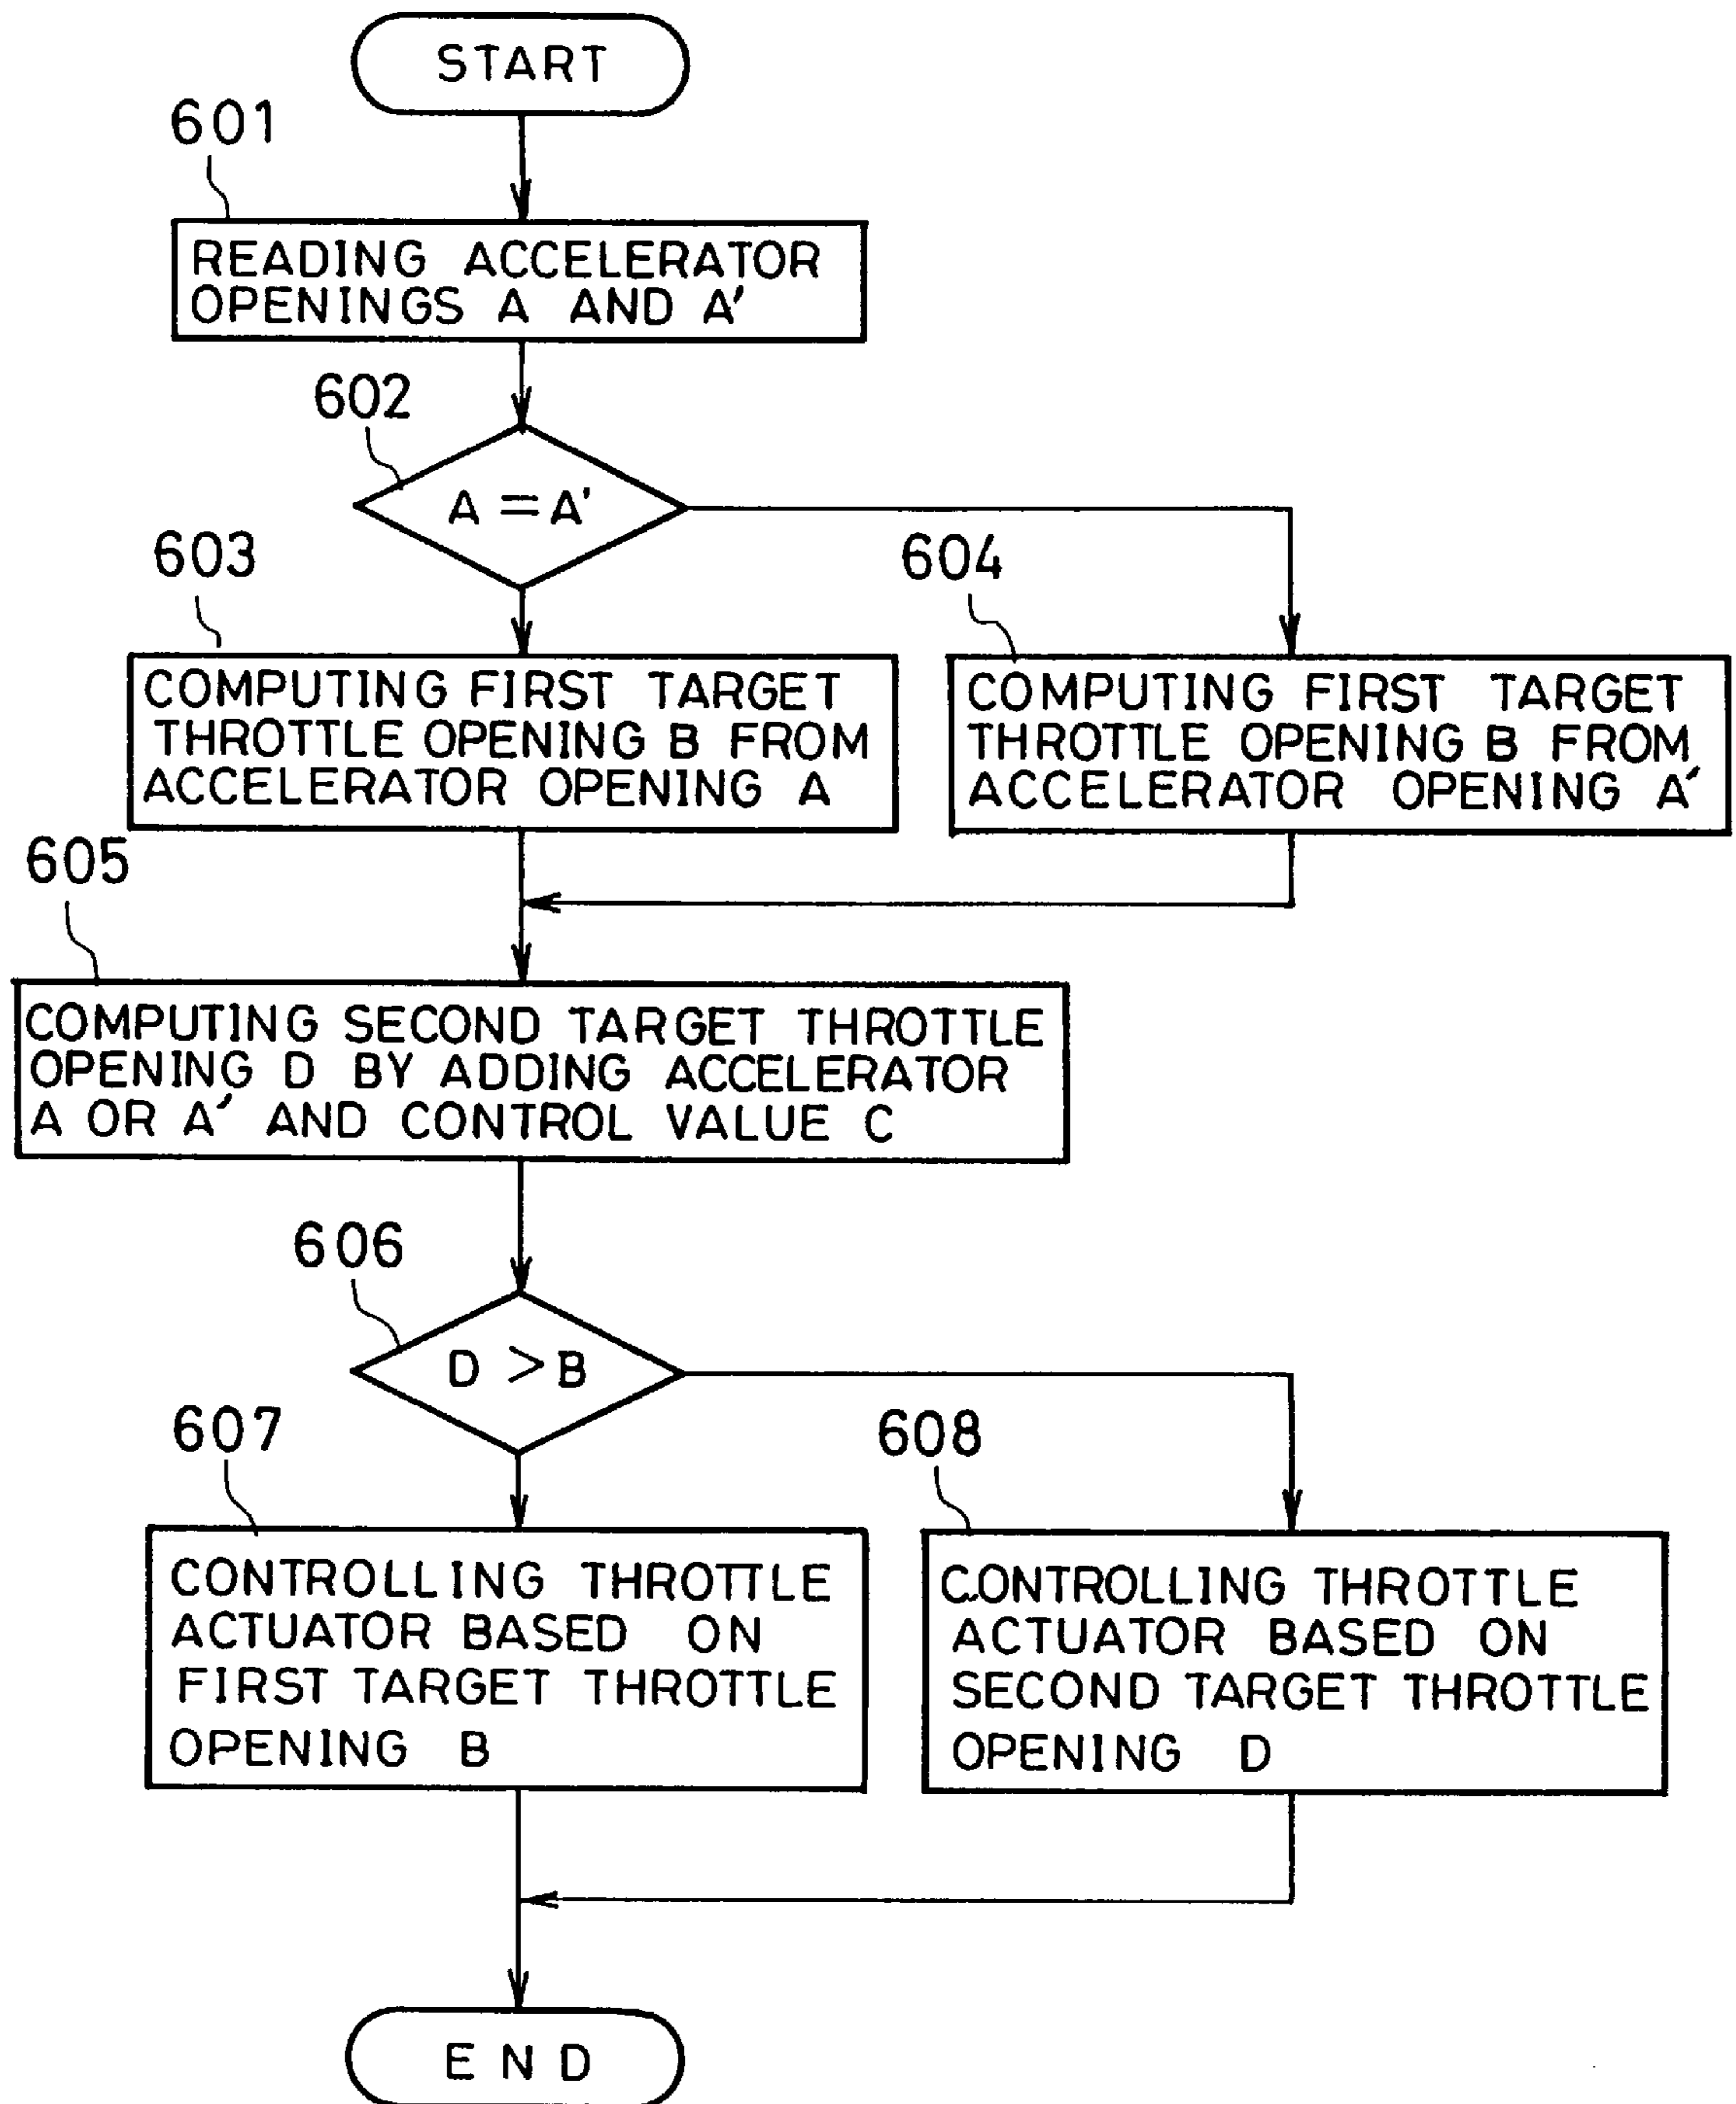 START
601
READING ACCELERATOR
OPENINGS A AND A'
602
A = A'
603
604
COMPUTING FIRST TARGET
THROTTLE OPENING B FROM
ACCELERATOR OPENING A
COMPUTING FIRST TARGET
THROTTLE OPENING B FROM
ACCELERATOR OPENING A'
605
COMPUTING SECOND TARGET THROTTLE
OPENING D BY ADDING ACCELERATOR
A OR A' AND CONTROL VALUE C
606
D > B
607
608
CONTROLLING THROTTLE
ACTUATOR BASED ON
FIRST TARGET THROTTLE
OPENING B
CONTROLLING THROTTLE
ACTUATOR BASED ON
SECOND TARGET THROTTLE
OPENING D
END